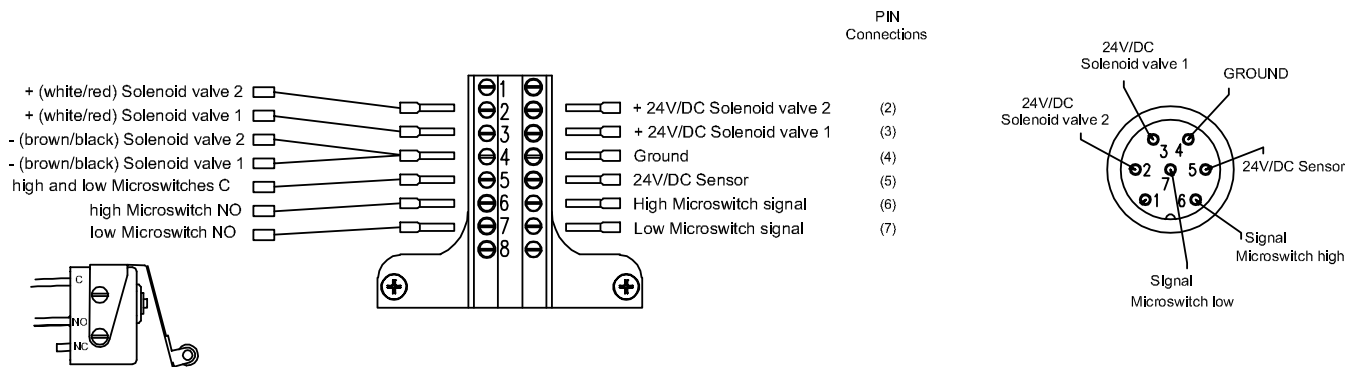 PIN
Connections
+ (white/red) Solenoid valve 2
+ (white/red) Solenoid valve 1
- (brown/black) Solenoid valve 2
- (brown/black) Solenoid valve 1
high and low Microswitches C
high Microswitch NO
low Microswitch NO
1
2
3
4
5
6
7
8
+ 24V/DC Solenoid valve 2 (2)
+ 24V/DC Solenoid valve 1 (3)
Ground (4)
24V/DC Sensor (5)
High Microswitch signal (6)
Low Microswitch signal (7)
C
NO
NC
24V/DC
Solenoid valve 1
GROUND
24V/DC
Solenoid valve 2
3 4
2 7 5
1 6
24V/DC Sensor
Signal
Microswitch high
SIgnal
Microswitch low